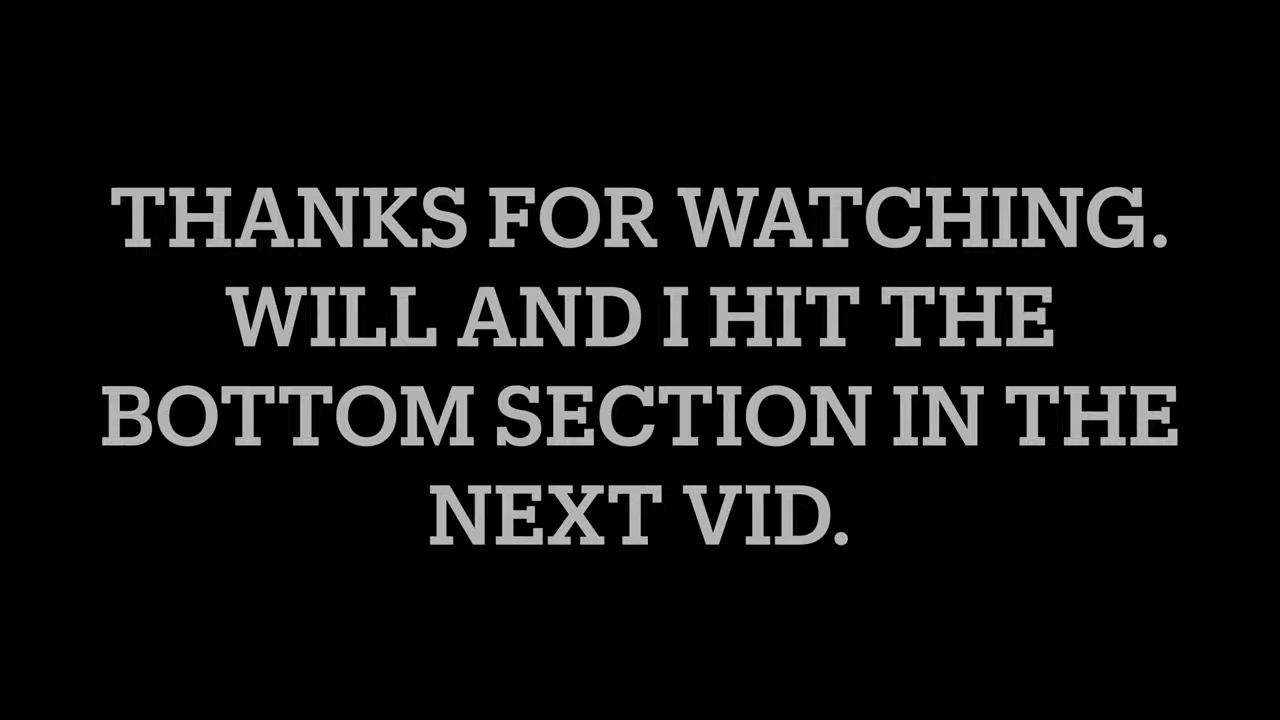 THANKS FOR WATCHING.
WILL AND I HIT THE
BOTTOM SECTION IN THE
NEXT VID.